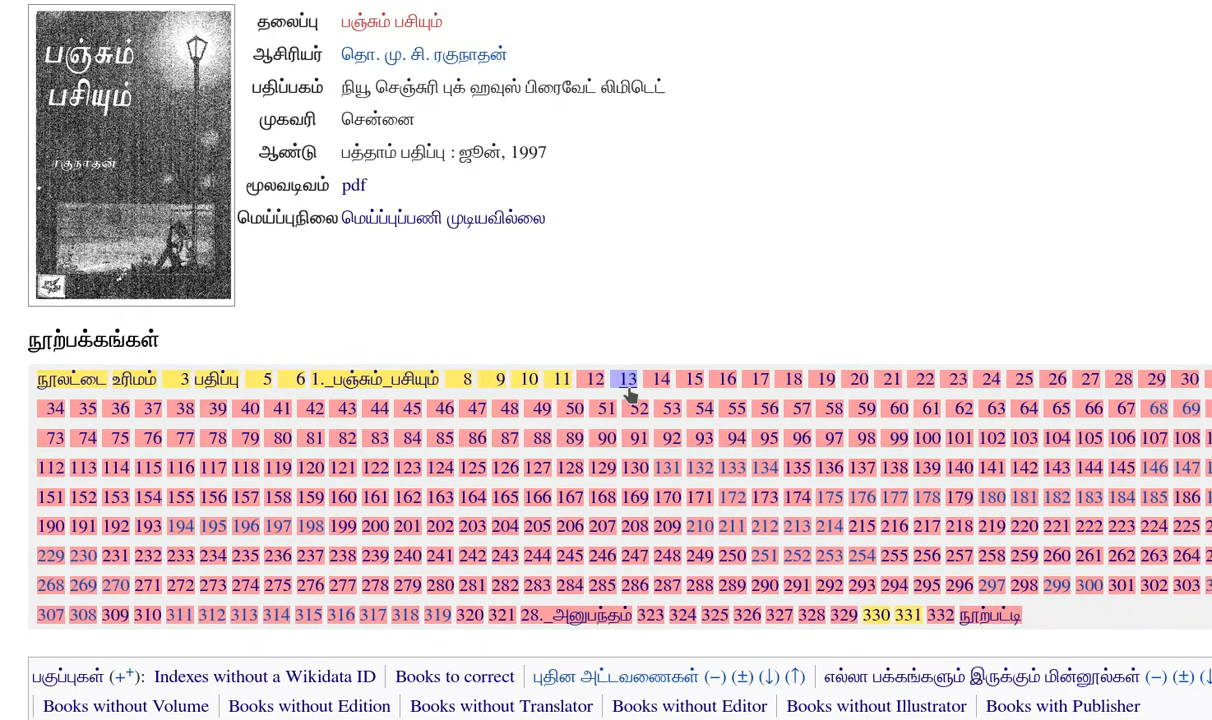 பஞ்சும்
பசியும்
ரகுநாதன்
தலைப்பு பஞ்சும் பசியும்
ஆசிரியர் தொ. மு. சி. ரகுநாதன்
பதிப்பகம் நியூ செஞ்சுரி புக் ஹவுஸ் பிரைவேட் லிமிடெட்
முகவரி சென்னை
ஆண்டு பத்தாம் பதிப்பு : ஜூன், 1997
மூலவடிவம் pdf
மெய்ப்புநிலை மெய்ப்புப்பணி முடியவில்லை
நூற்பக்கங்கள்
நூலட்டை உரிமம் 3 பதிப்பு 5 6 1._பஞ்சும்_பசியும் 8 9 10 11 12 13 14 15 16 17 18 19 20 21 22 23 24 25 26 27 28 29 30
34 35 36 37 38 39 40 41 42 43 44 45 46 47 48 49 50 51 52 53 54 55 56 57 58 59 60 61 62 63 64 65 66 67 68 69
73 74 75 76 77 78 79 80 81 82 83 84 85 86 87 88 89 90 91 92 93 94 95 96 97 98 99 100 101 102 103 104 105 106 107 108
112 113 114 115 116 117 118 119 120 121 122 123 124 125 126 127 128 129 130 131 132 133 134 135 136 137 138 139 140 141 142 143 144 145 146 147
151 152 153 154 155 156 157 158 159 160 161 162 163 164 165 166 167 168 169 170 171 172 173 174 175 176 177 178 179 180 181 182 183 184 185 186
190 191 192 193 194 195 196 197 198 199 200 201 202 203 204 205 206 207 208 209 210 211 212 213 214 215 216 217 218 219 220 221 222 223 224 225
229 230 231 232 233 234 235 236 237 238 239 240 241 242 243 244 245 246 247 248 249 250 251 252 253 254 255 256 257 258 259 260 261 262 263 264
268 269 270 271 272 273 274 275 276 277 278 279 280 281 282 283 284 285 286 287 288 289 290 291 292 293 294 295 296 297 298 299 300 301 302 303
307 308 309 310 311 312 313 314 315 316 317 318 319 320 321 28._அனுபந்தம் 323 324 325 326 327 328 329 330 331 332 நூற்பட்டி
பகுப்புகள் (+⁺): Indexes without a Wikidata ID Books to correct புதின அட்டவணைகள் (−) (±) (↓) (↑) எல்லா பக்கங்களும் இருக்கும் மின்னூல்கள் (−) (±)
Books without Volume Books without Edition Books without Translator Books without Editor Books without Illustrator Books with Publisher